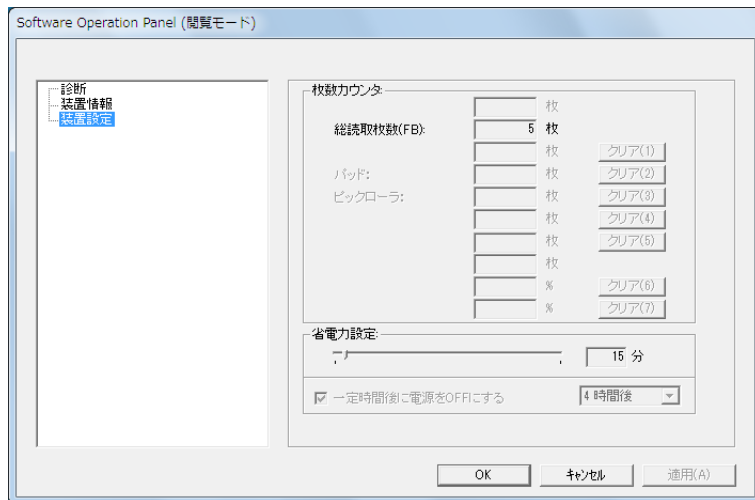 Software Operation Panel (閲覧モード)
診断
装置情報
装置設定
枚数カウンタ:
枚
総読取枚数(FB): 5 枚
枚 クリア(1)
パッド: 枚 クリア(2)
ピックローラ: 枚 クリア(3)
枚 クリア(4)
枚 クリア(5)
枚
% クリア(6)
% クリア(7)
省電力設定:
15 分
一定時間後に電源をOFFにする 4 時間後
OK キャンセル 適用(A)